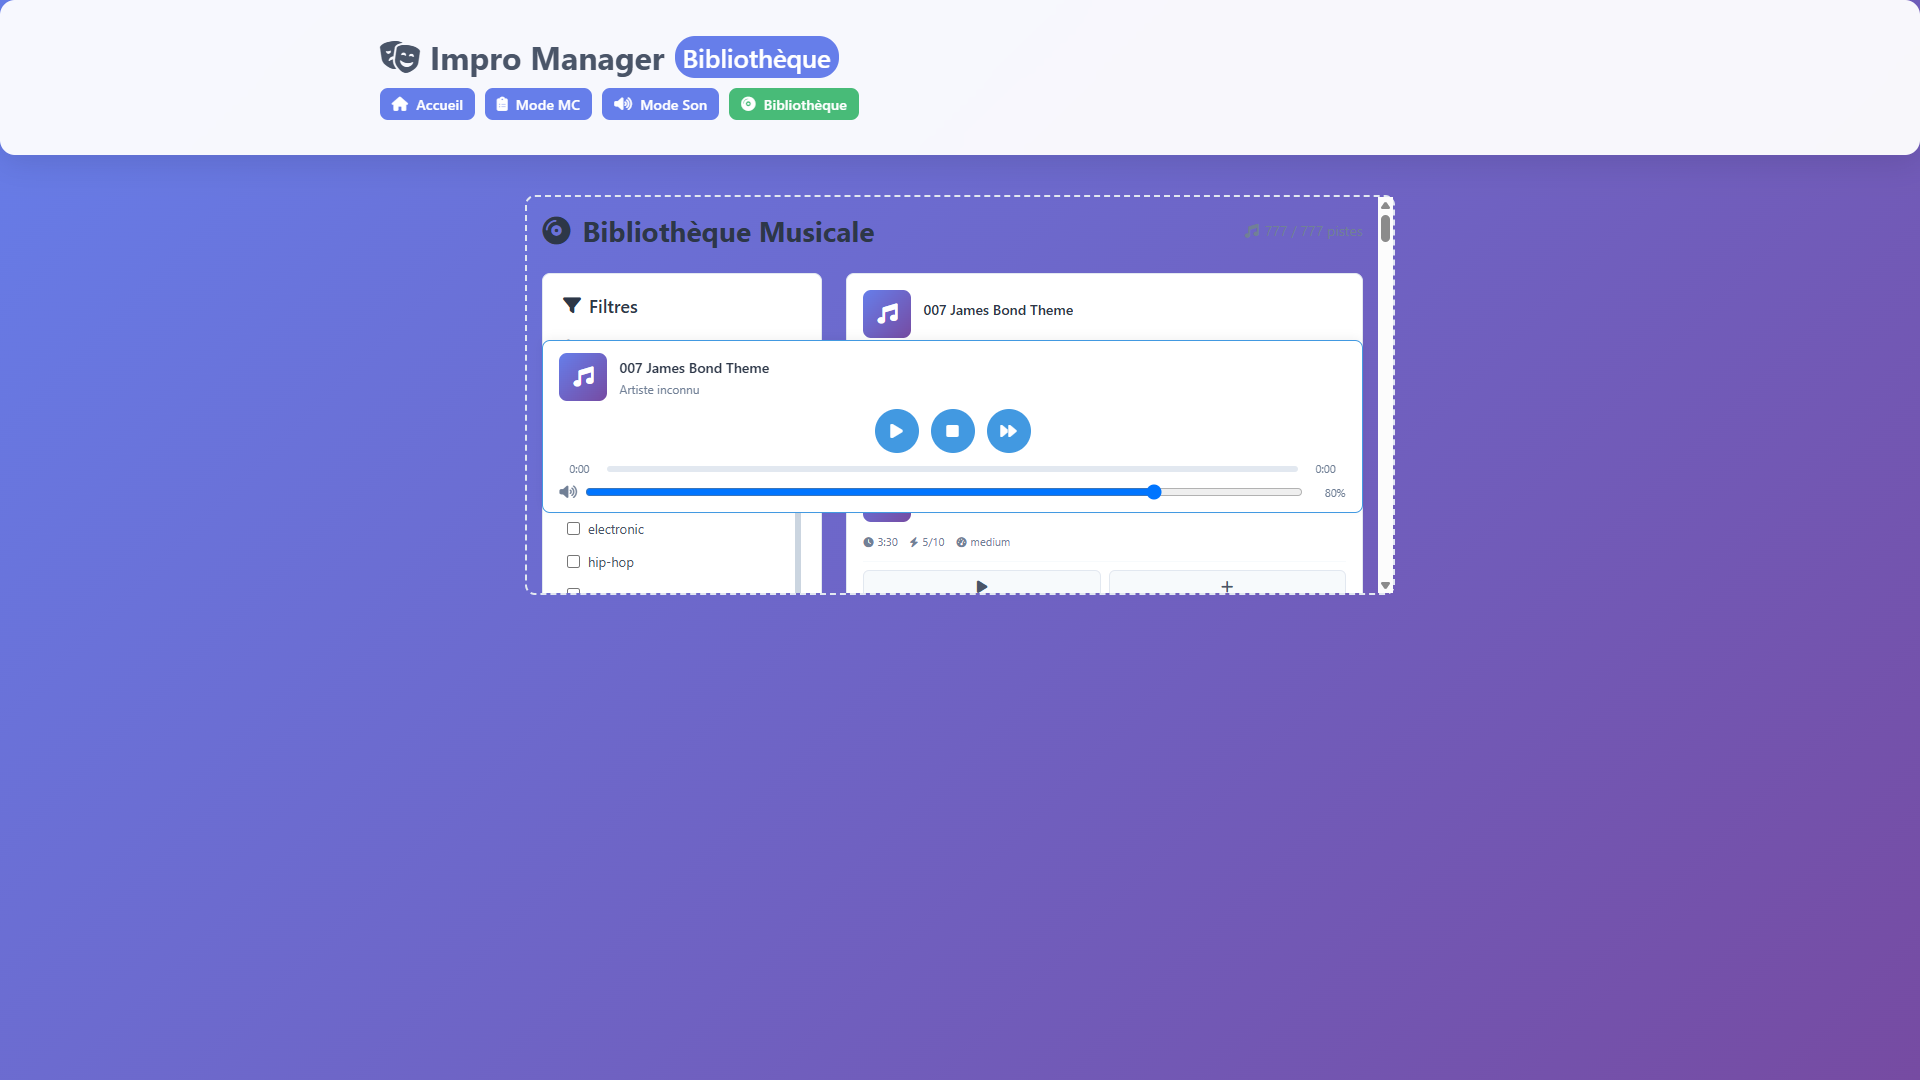 Impro Manager Bibliothèque
Accueil Mode MC Mode Son Bibliothèque
Bibliothèque Musicale
777 / 777 pistes
Filtres
007 James Bond Theme
007 James Bond Theme
Artiste inconnu
0:00 0:00
80%
electronic
hip-hop
3:30 5/10 medium